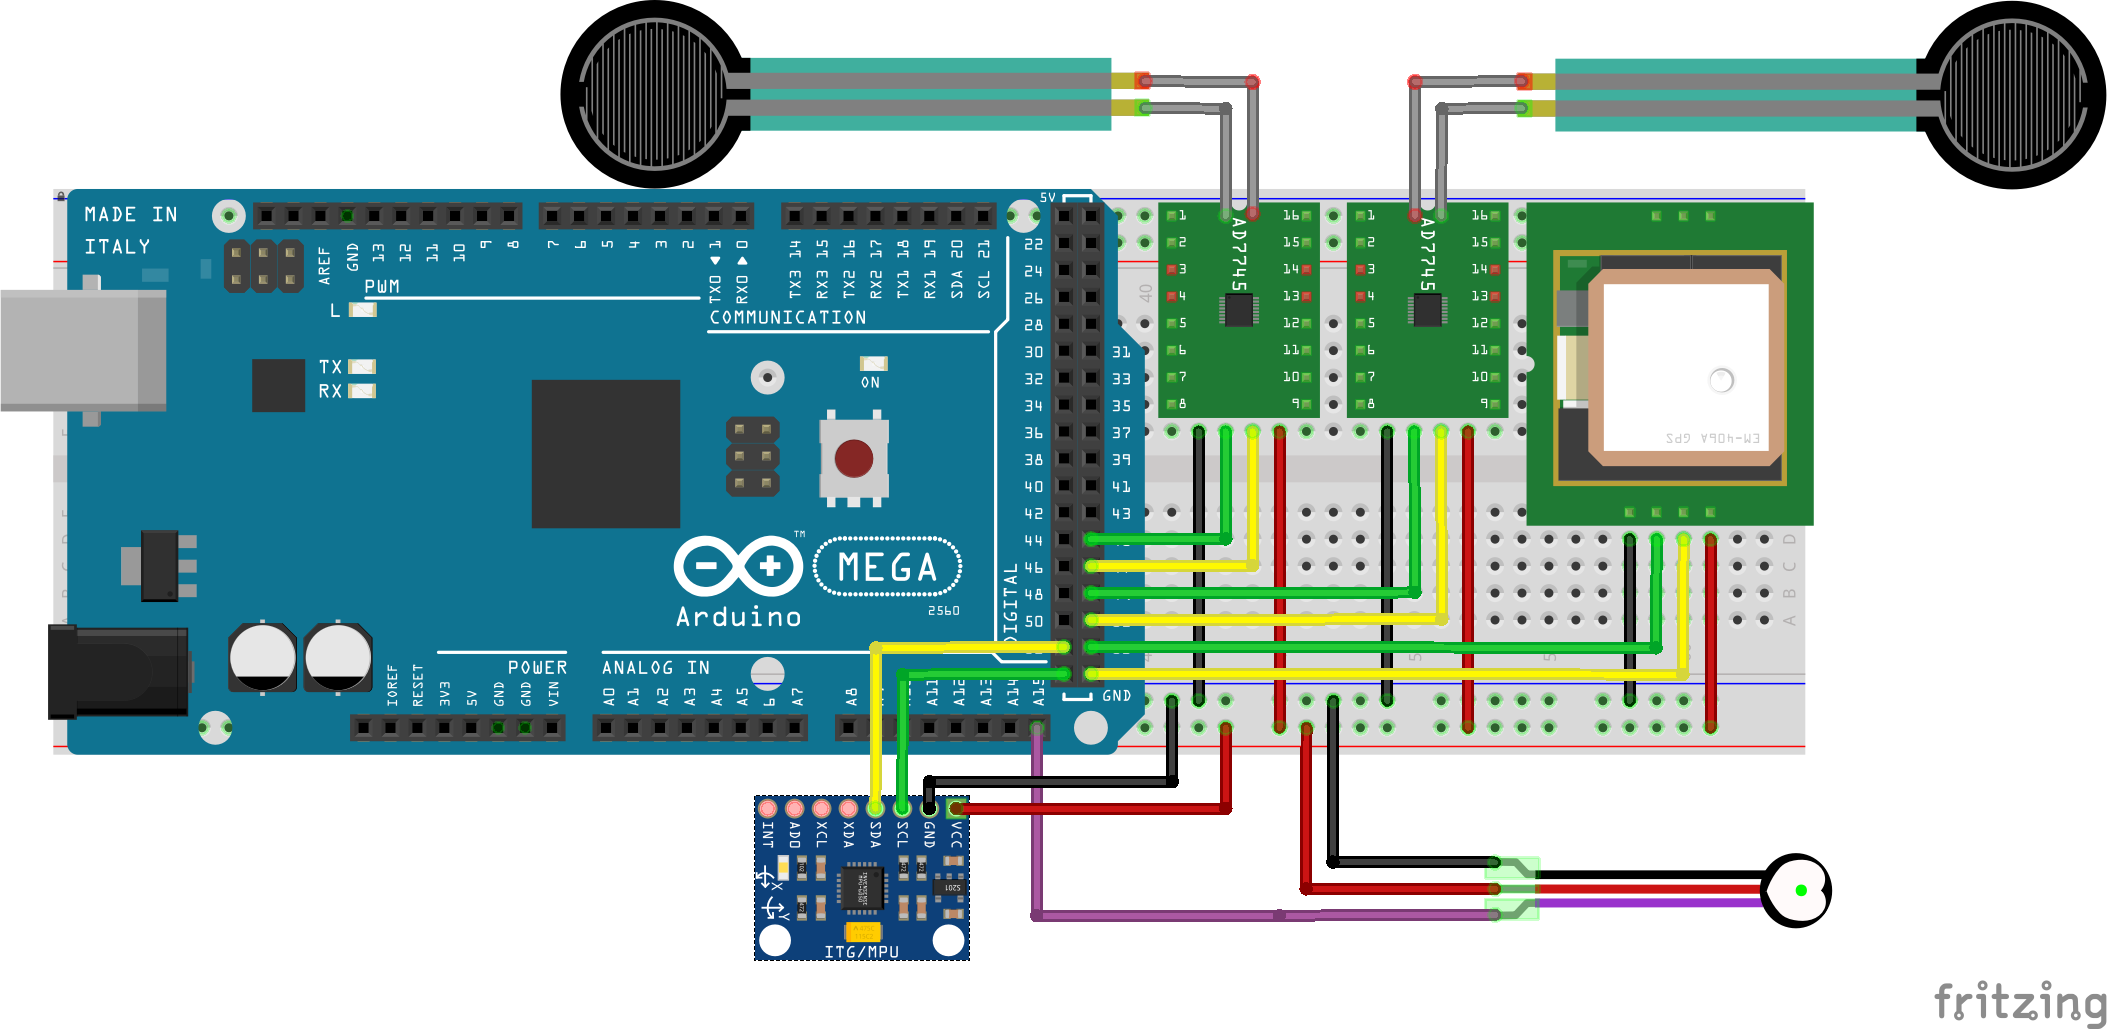 MADE IN
ITALY
AREF
GND
13
12
11
10
9
8
7
6
5
4
3
2
TX0 ▶ 1
RX0 ◀ 0
TX3 14
RX3 15
TX2 16
RX2 17
TX1 18
RX1 19
SDA 20
SCL 21
5V
PWM
COMMUNICATION
L
TX
RX
ON
22
24
26
28
30
32
34
36
38
40
42
44
46
48
50
31
33
35
37
39
41
43
GND
DIGITAL
MEGA
TM
Arduino
2560
POWER
ANALOG IN
IOREF
RESET
3V3
5V
GND
GND
VIN
A0
A1
A2
A3
A4
A5
6
A7
A8
A11
A12
A13
A14
A15
AD7745
1
2
3
4
5
6
7
8
16
15
14
13
12
11
10
9
AD7745
1
2
3
4
5
6
7
8
16
15
14
13
12
11
10
9
EM-406A GPS
40
D
C
B
A
INT
ADO
XCL
XDA
SDA
SCL
GND
VCC
X
Y
ITG/MPU
fritzing